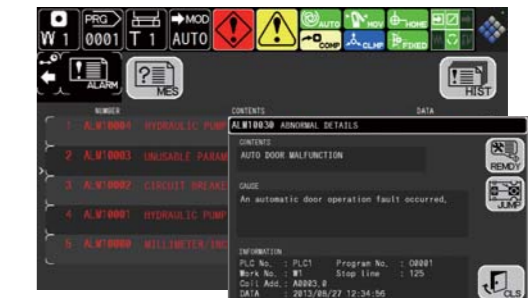 W 1
PRG
0001
T 1
MOD
AUTO
AUTO
MOV
HOME
COMP
CLMP
FIXED
ALARM
MES
HIST
NUMBER CONTENTS DATA
1 ALM10004 HYDRAULIC PUMP
2 ALM10003 UNUSABLE PARAM
3 ALM10002 CIRCUIT BREAKE
4 ALM10001 HYDRAULIC PUMP
5 ALM10000 MILLIMETER/INC
ALM10030 ABNORMAL DETAILS
CONTENTS
AUTO DOOR MALFUNCTION
CAUSE
An automatic door operation fault occurred,
INFORMATION
PLC No. : PLC1 Program No. : O0001
Work No. : W1 Stop line : 125
Coil Add.: A0003.0
DATA : 2013/08/27 12:34:56
REMDY
JUMP
CLS